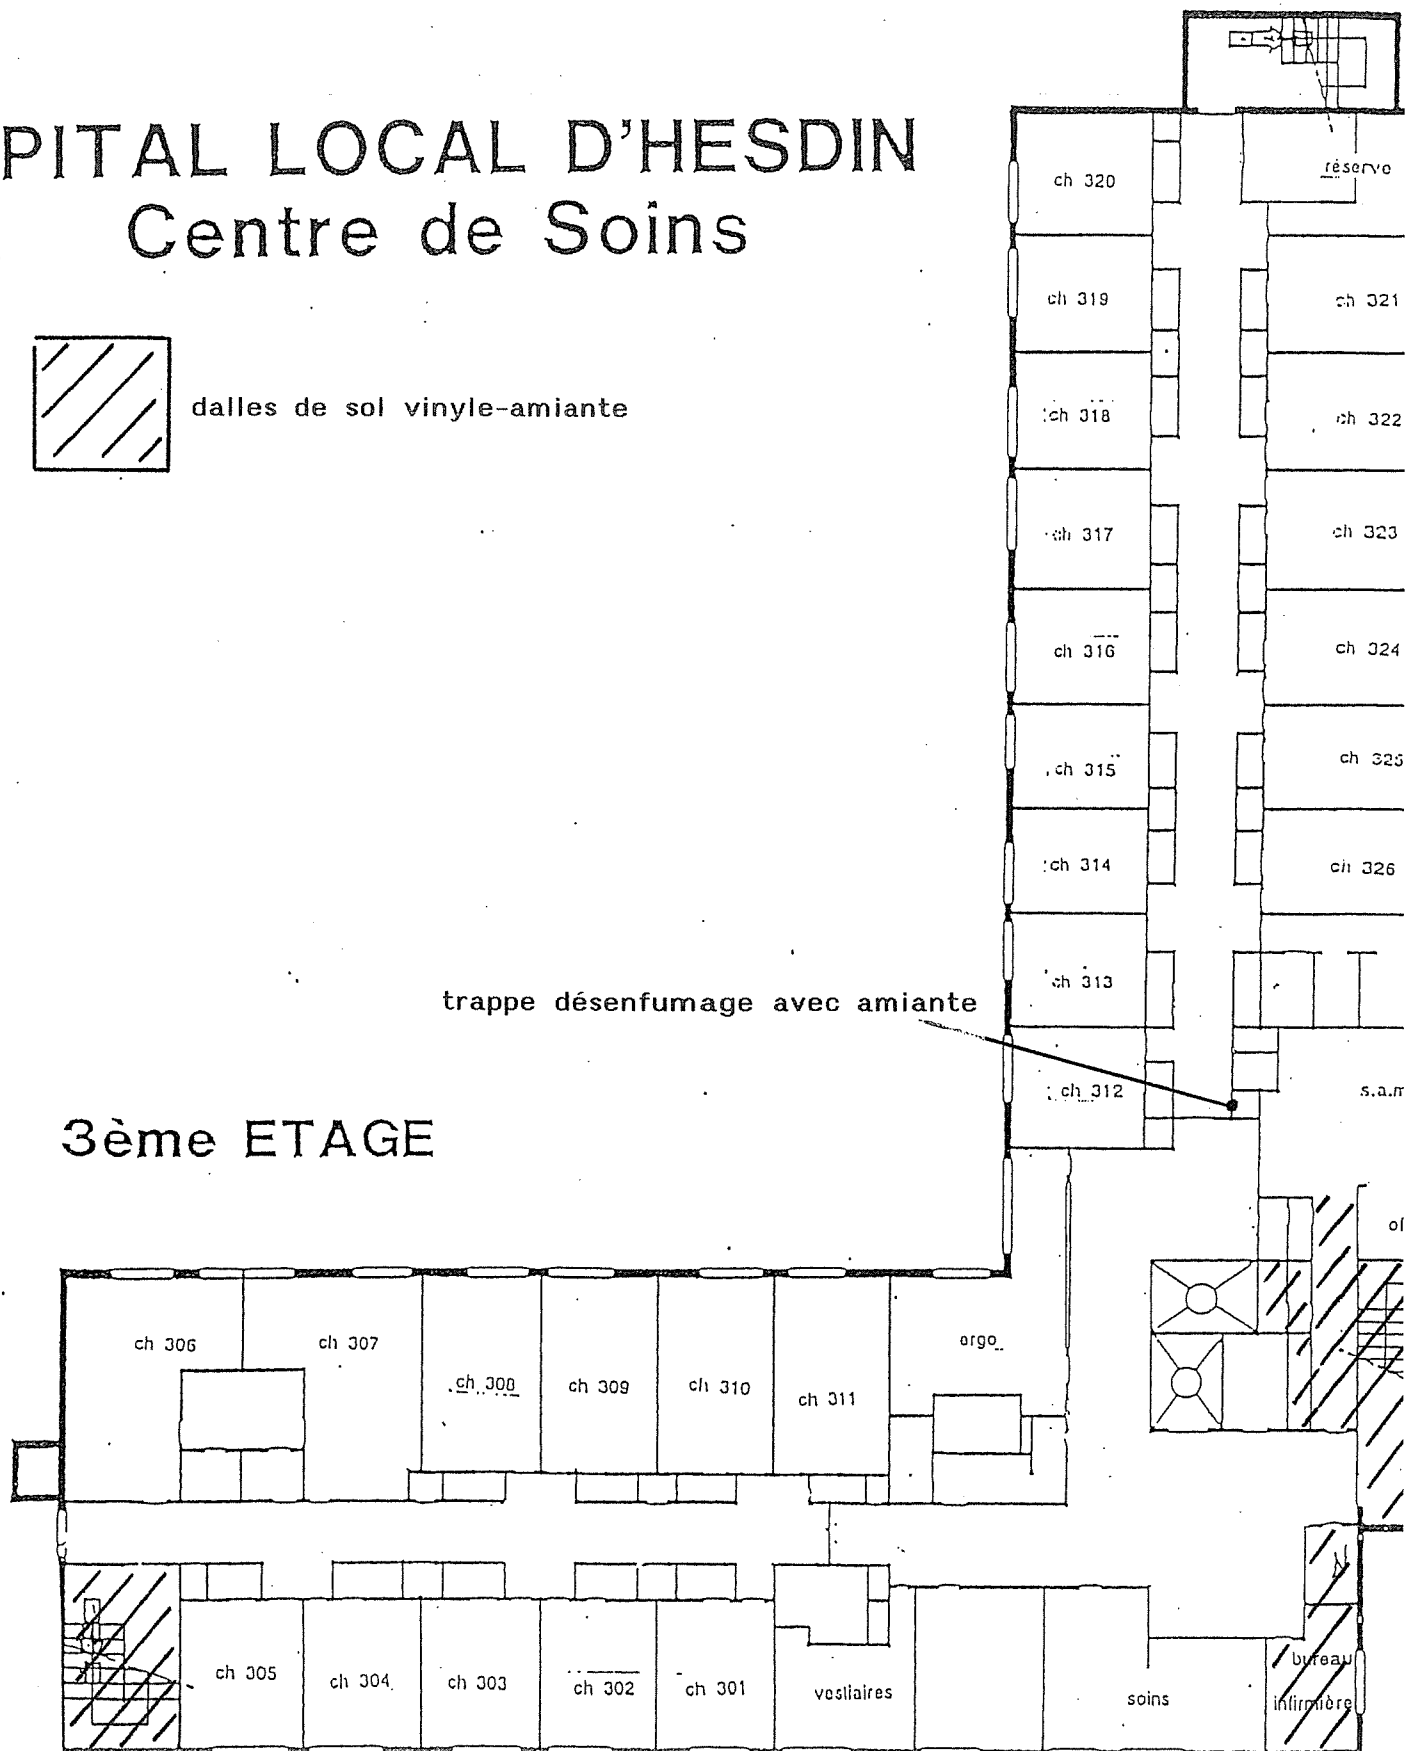 PITAL LOCAL D'HESDIN
Centre de Soins
dalles de sol vinyle-amiante
réserve
ch 320
ch 319
ch 321
ch 318
ch 322
ch 317
ch 323
ch 316
ch 324
ch 315
ch 325
ch 314
ch 326
ch 313
trappe désenfumage avec amiante
ch 312
s.a.m
3ème ETAGE
of
ch 306
ch 307
ch 308
ch 309
ch 310
ch 311
ergo
ch 305
ch 304
ch 303
ch 302
ch 301
vestiaires
soins
bureau
infirmière